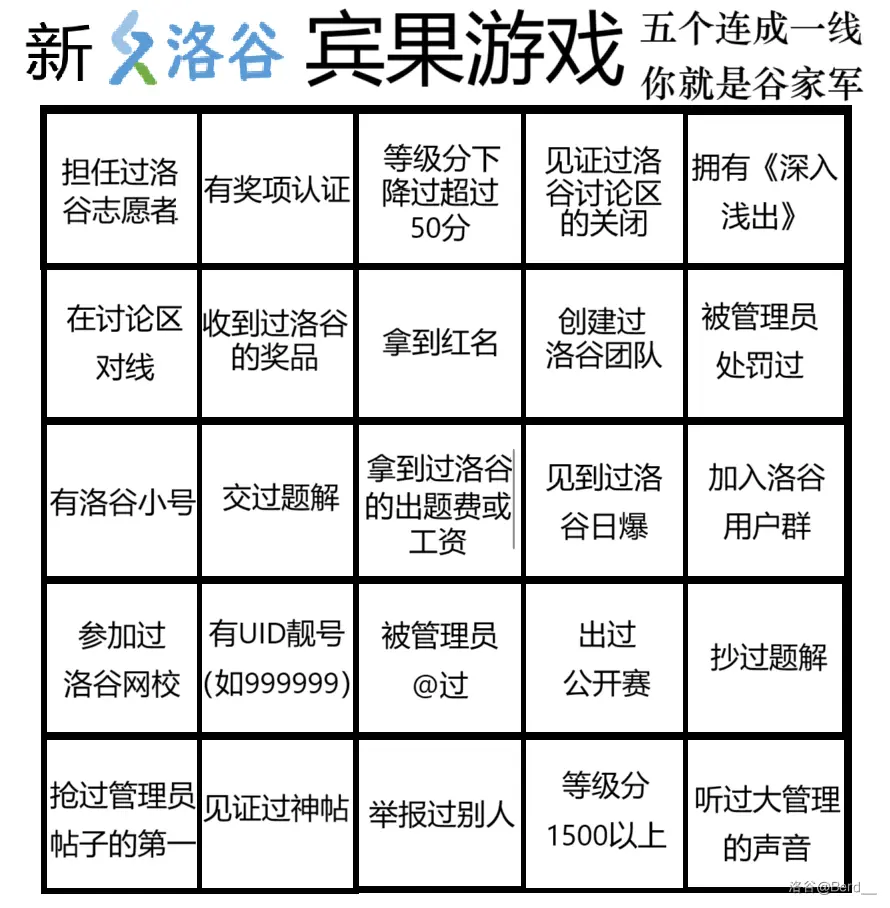 新 洛谷 宾果游戏
五个连成一线
你就是谷家军
担任过洛
谷志愿者
有奖项认证
等级分下
降过超过
50分
见证过洛
谷讨论区
的关闭
拥有《深入
浅出》
在讨论区
对线
收到过洛谷
的奖品
拿到红名
创建过
洛谷团队
被管理员
处罚过
有洛谷小号
交过题解
拿到过洛谷
的出题费或
工资
见到过洛
谷日爆
加入洛谷
用户群
参加过
洛谷网校
有UID靓号
(如999999)
被管理员
@过
出过
公开赛
抄过题解
抢过管理员
帖子的第一
见证过神帖
举报过别人
等级分
1500以上
听过大管理
的声音
洛谷@Berd__